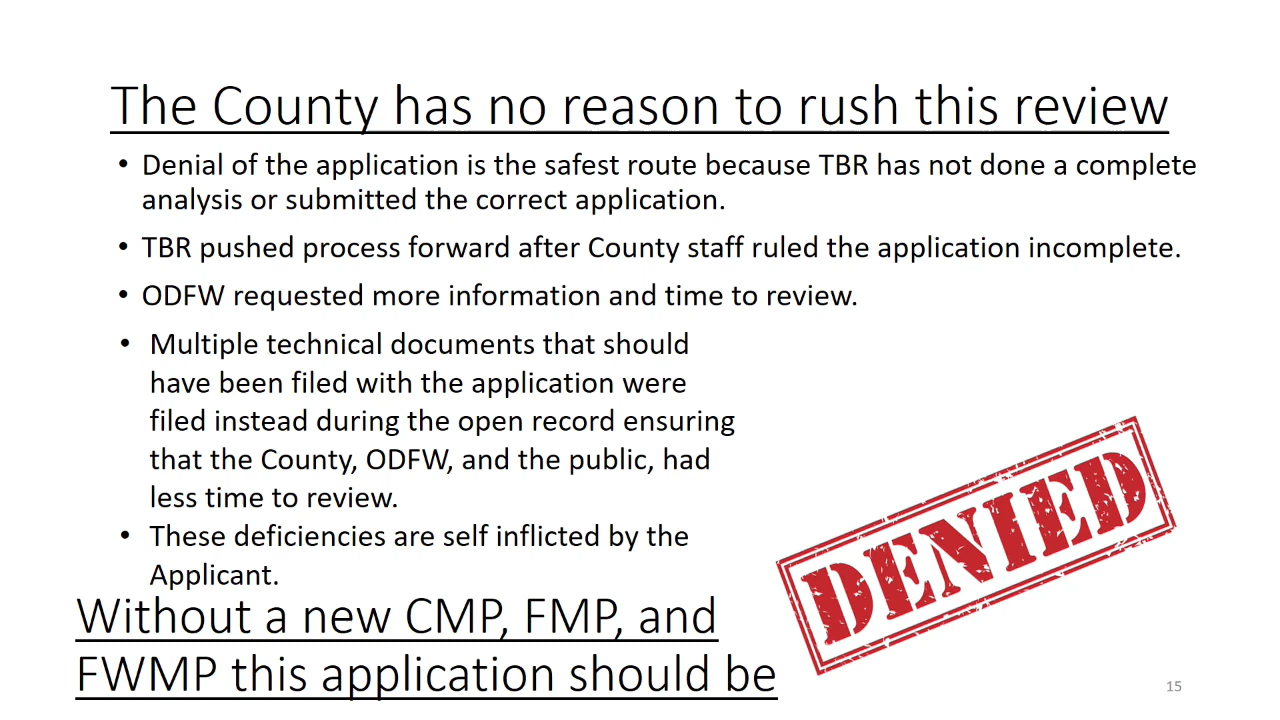 The County has no reason to rush this review
• Denial of the application is the safest route because TBR has not done a complete
analysis or submitted the correct application.
• TBR pushed process forward after County staff ruled the application incomplete.
• ODFW requested more information and time to review.
• Multiple technical documents that should
have been filed with the application were
filed instead during the open record ensuring
that the County, ODFW, and the public, had
less time to review.
• These deficiencies are self inflicted by the
Applicant.
Without a new CMP, FMP, and
FWMP this application should be
DENIED
15